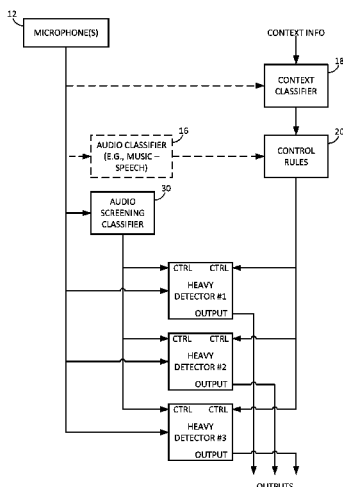 12
MICROPHONE(S)
CONTEXT INFO
18
CONTEXT
CLASSIFIER
16
AUDIO CLASSIFIER
(E.G., MUSIC –
SPEECH)
20
CONTROL
RULES
30
AUDIO
SCREENING
CLASSIFIER
CTRL CTRL
HEAVY
DETECTOR #1
OUTPUT
CTRL CTRL
HEAVY
DETECTOR #2
OUTPUT
CTRL CTRL
HEAVY
DETECTOR #3
OUTPUT
OUTPUTS